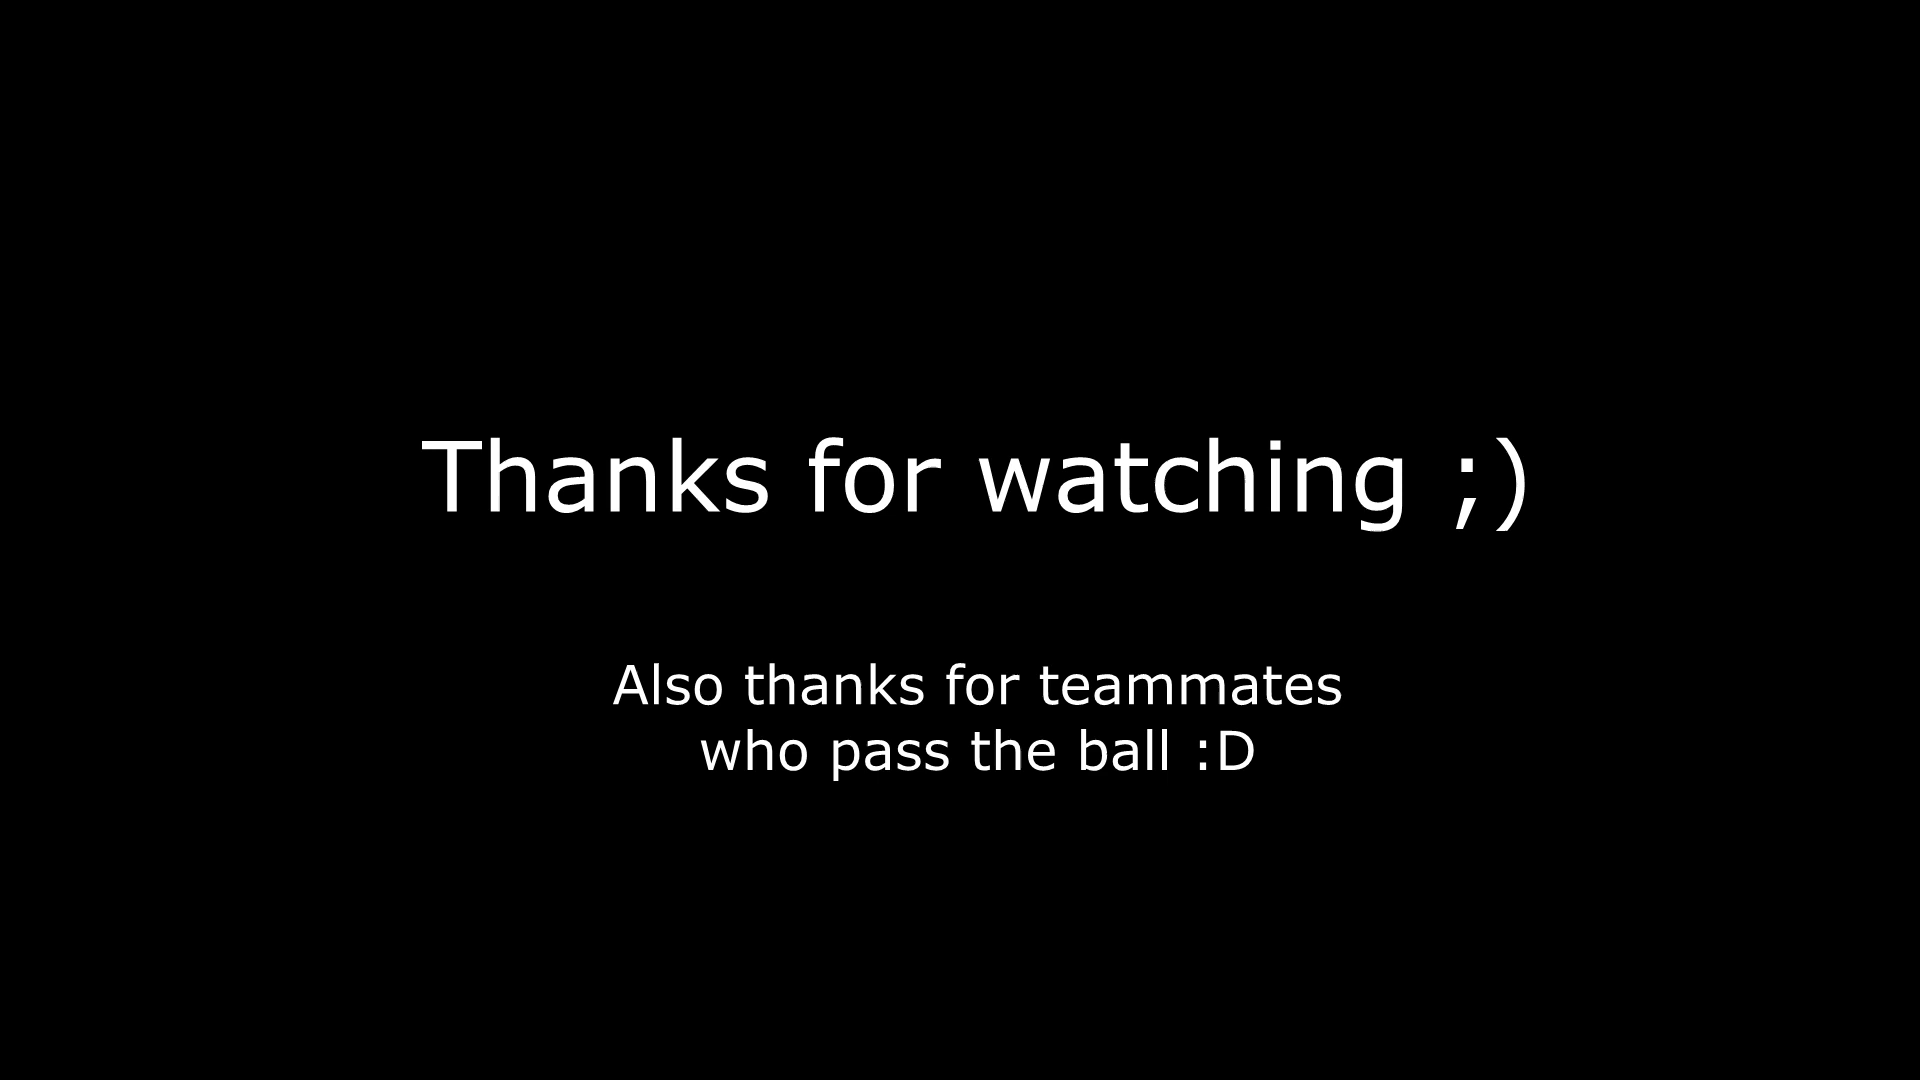 Thanks for watching ;)
Also thanks for teammates
who pass the ball :D